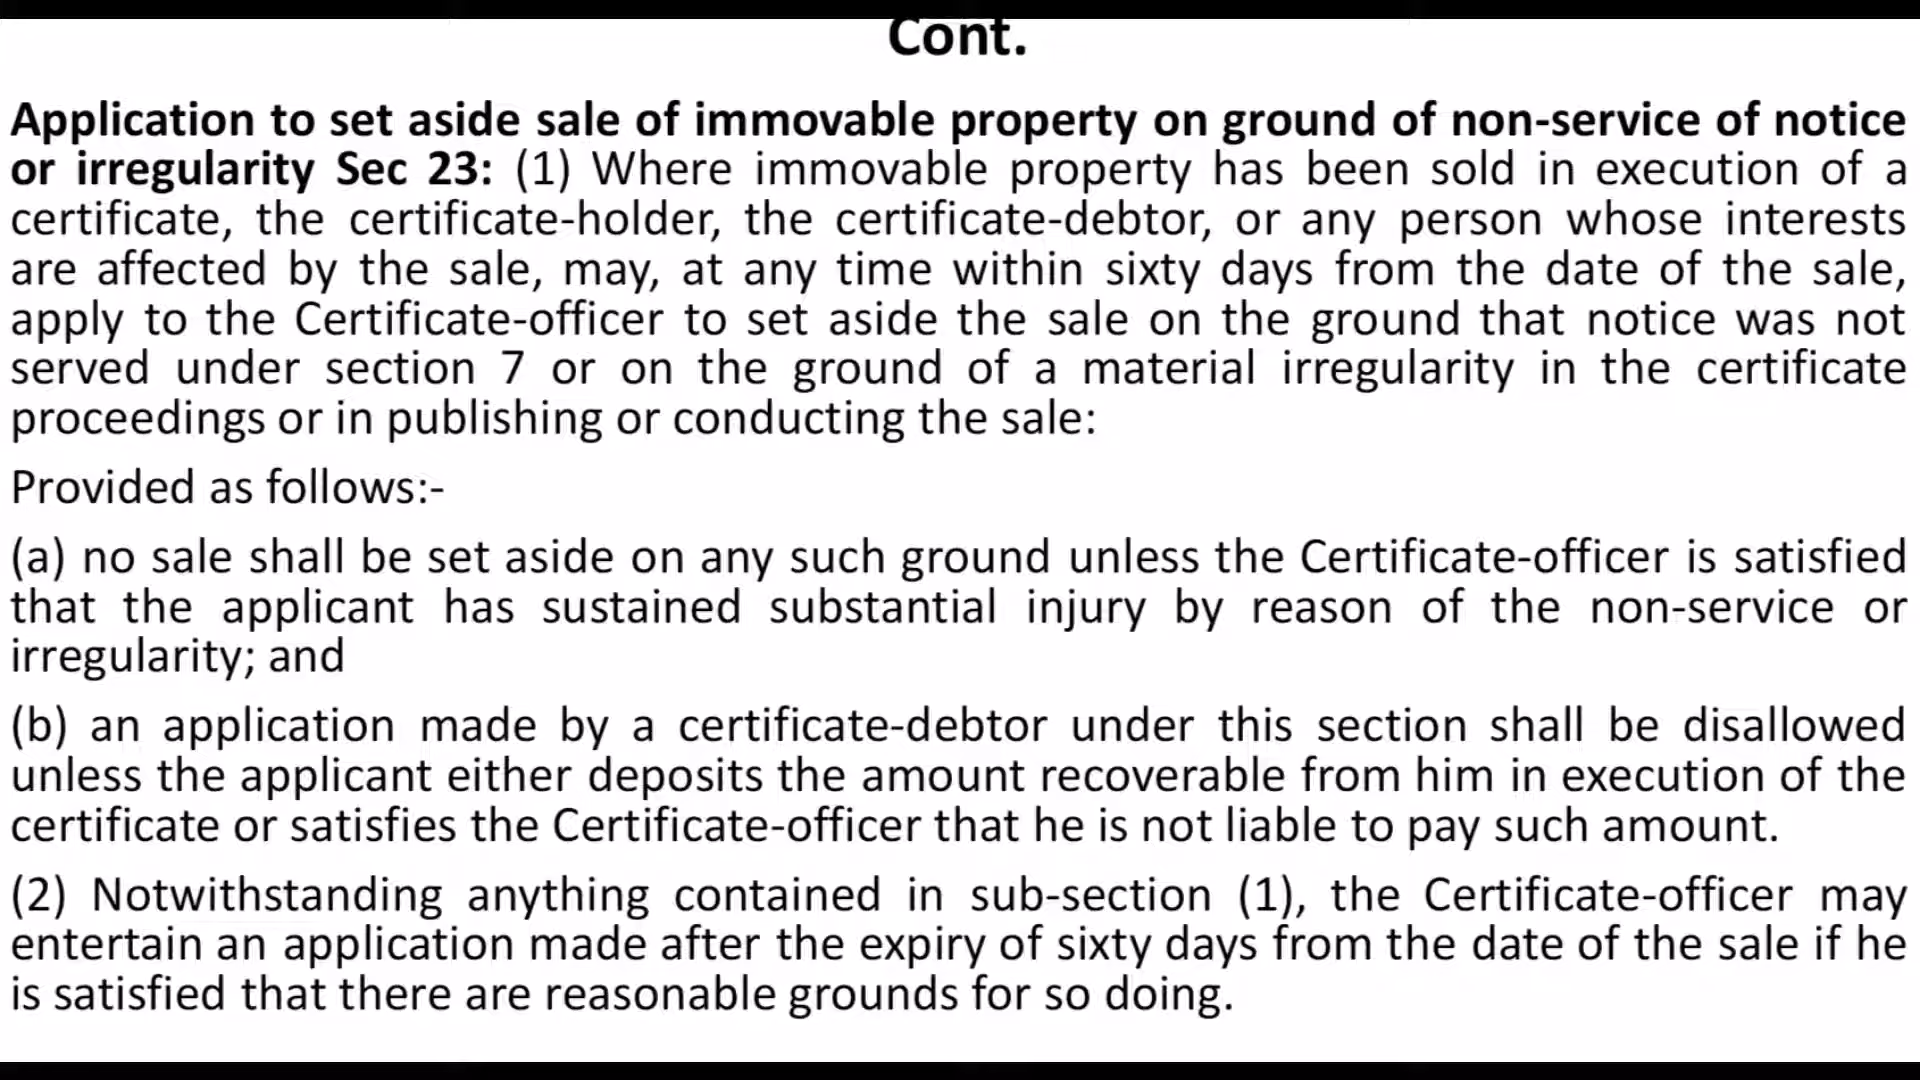 Cont.
Application to set aside sale of immovable property on ground of non-service of notice
or irregularity Sec 23: (1) Where immovable property has been sold in execution of a
certificate, the certificate-holder, the certificate-debtor, or any person whose interests
are affected by the sale, may, at any time within sixty days from the date of the sale,
apply to the Certificate-officer to set aside the sale on the ground that notice was not
served under section 7 or on the ground of a material irregularity in the certificate
proceedings or in publishing or conducting the sale:
Provided as follows:-
(a) no sale shall be set aside on any such ground unless the Certificate-officer is satisfied
that the applicant has sustained substantial injury by reason of the non-service or
irregularity; and
(b) an application made by a certificate-debtor under this section shall be disallowed
unless the applicant either deposits the amount recoverable from him in execution of the
certificate or satisfies the Certificate-officer that he is not liable to pay such amount.
(2) Notwithstanding anything contained in sub-section (1), the Certificate-officer may
entertain an application made after the expiry of sixty days from the date of the sale if he
is satisfied that there are reasonable grounds for so doing.